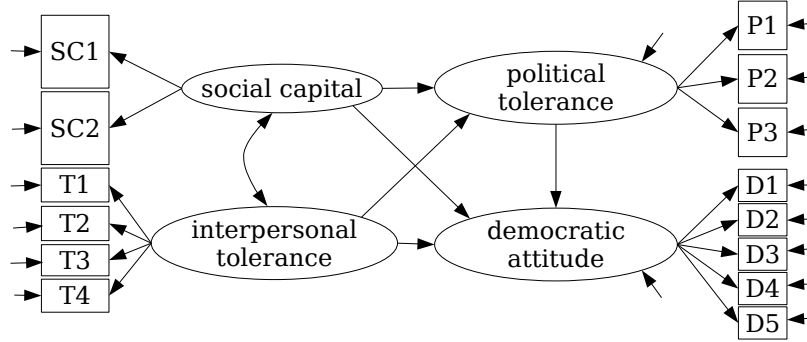 SC1
SC2
T1
T2
T3
T4
social capital
interpersonal
tolerance
political
tolerance
democratic
attitude
P1
P2
P3
D1
D2
D3
D4
D5